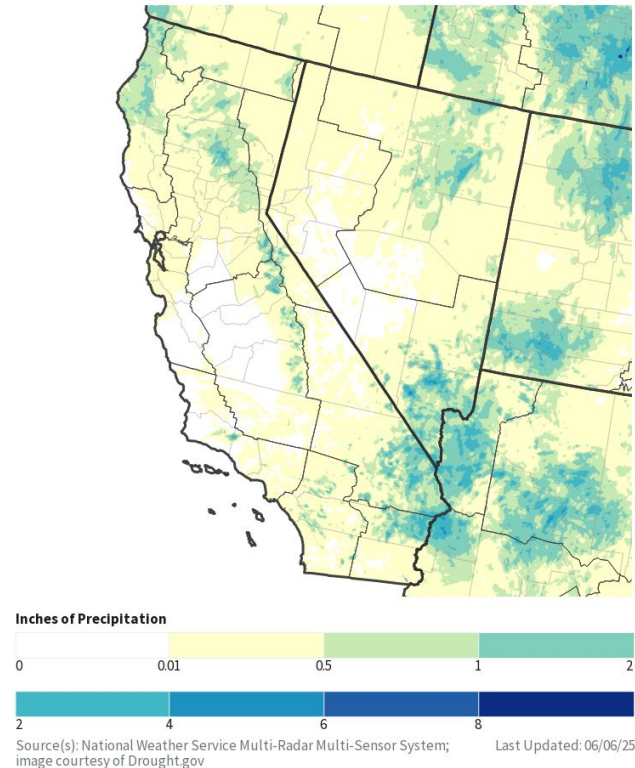 Inches of Precipitation
0 0.01 0.5 1 2
2 4 6 8
Source(s): National Weather Service Multi-Radar Multi-Sensor System; Last Updated: 06/06/25
image courtesy of Drought.gov